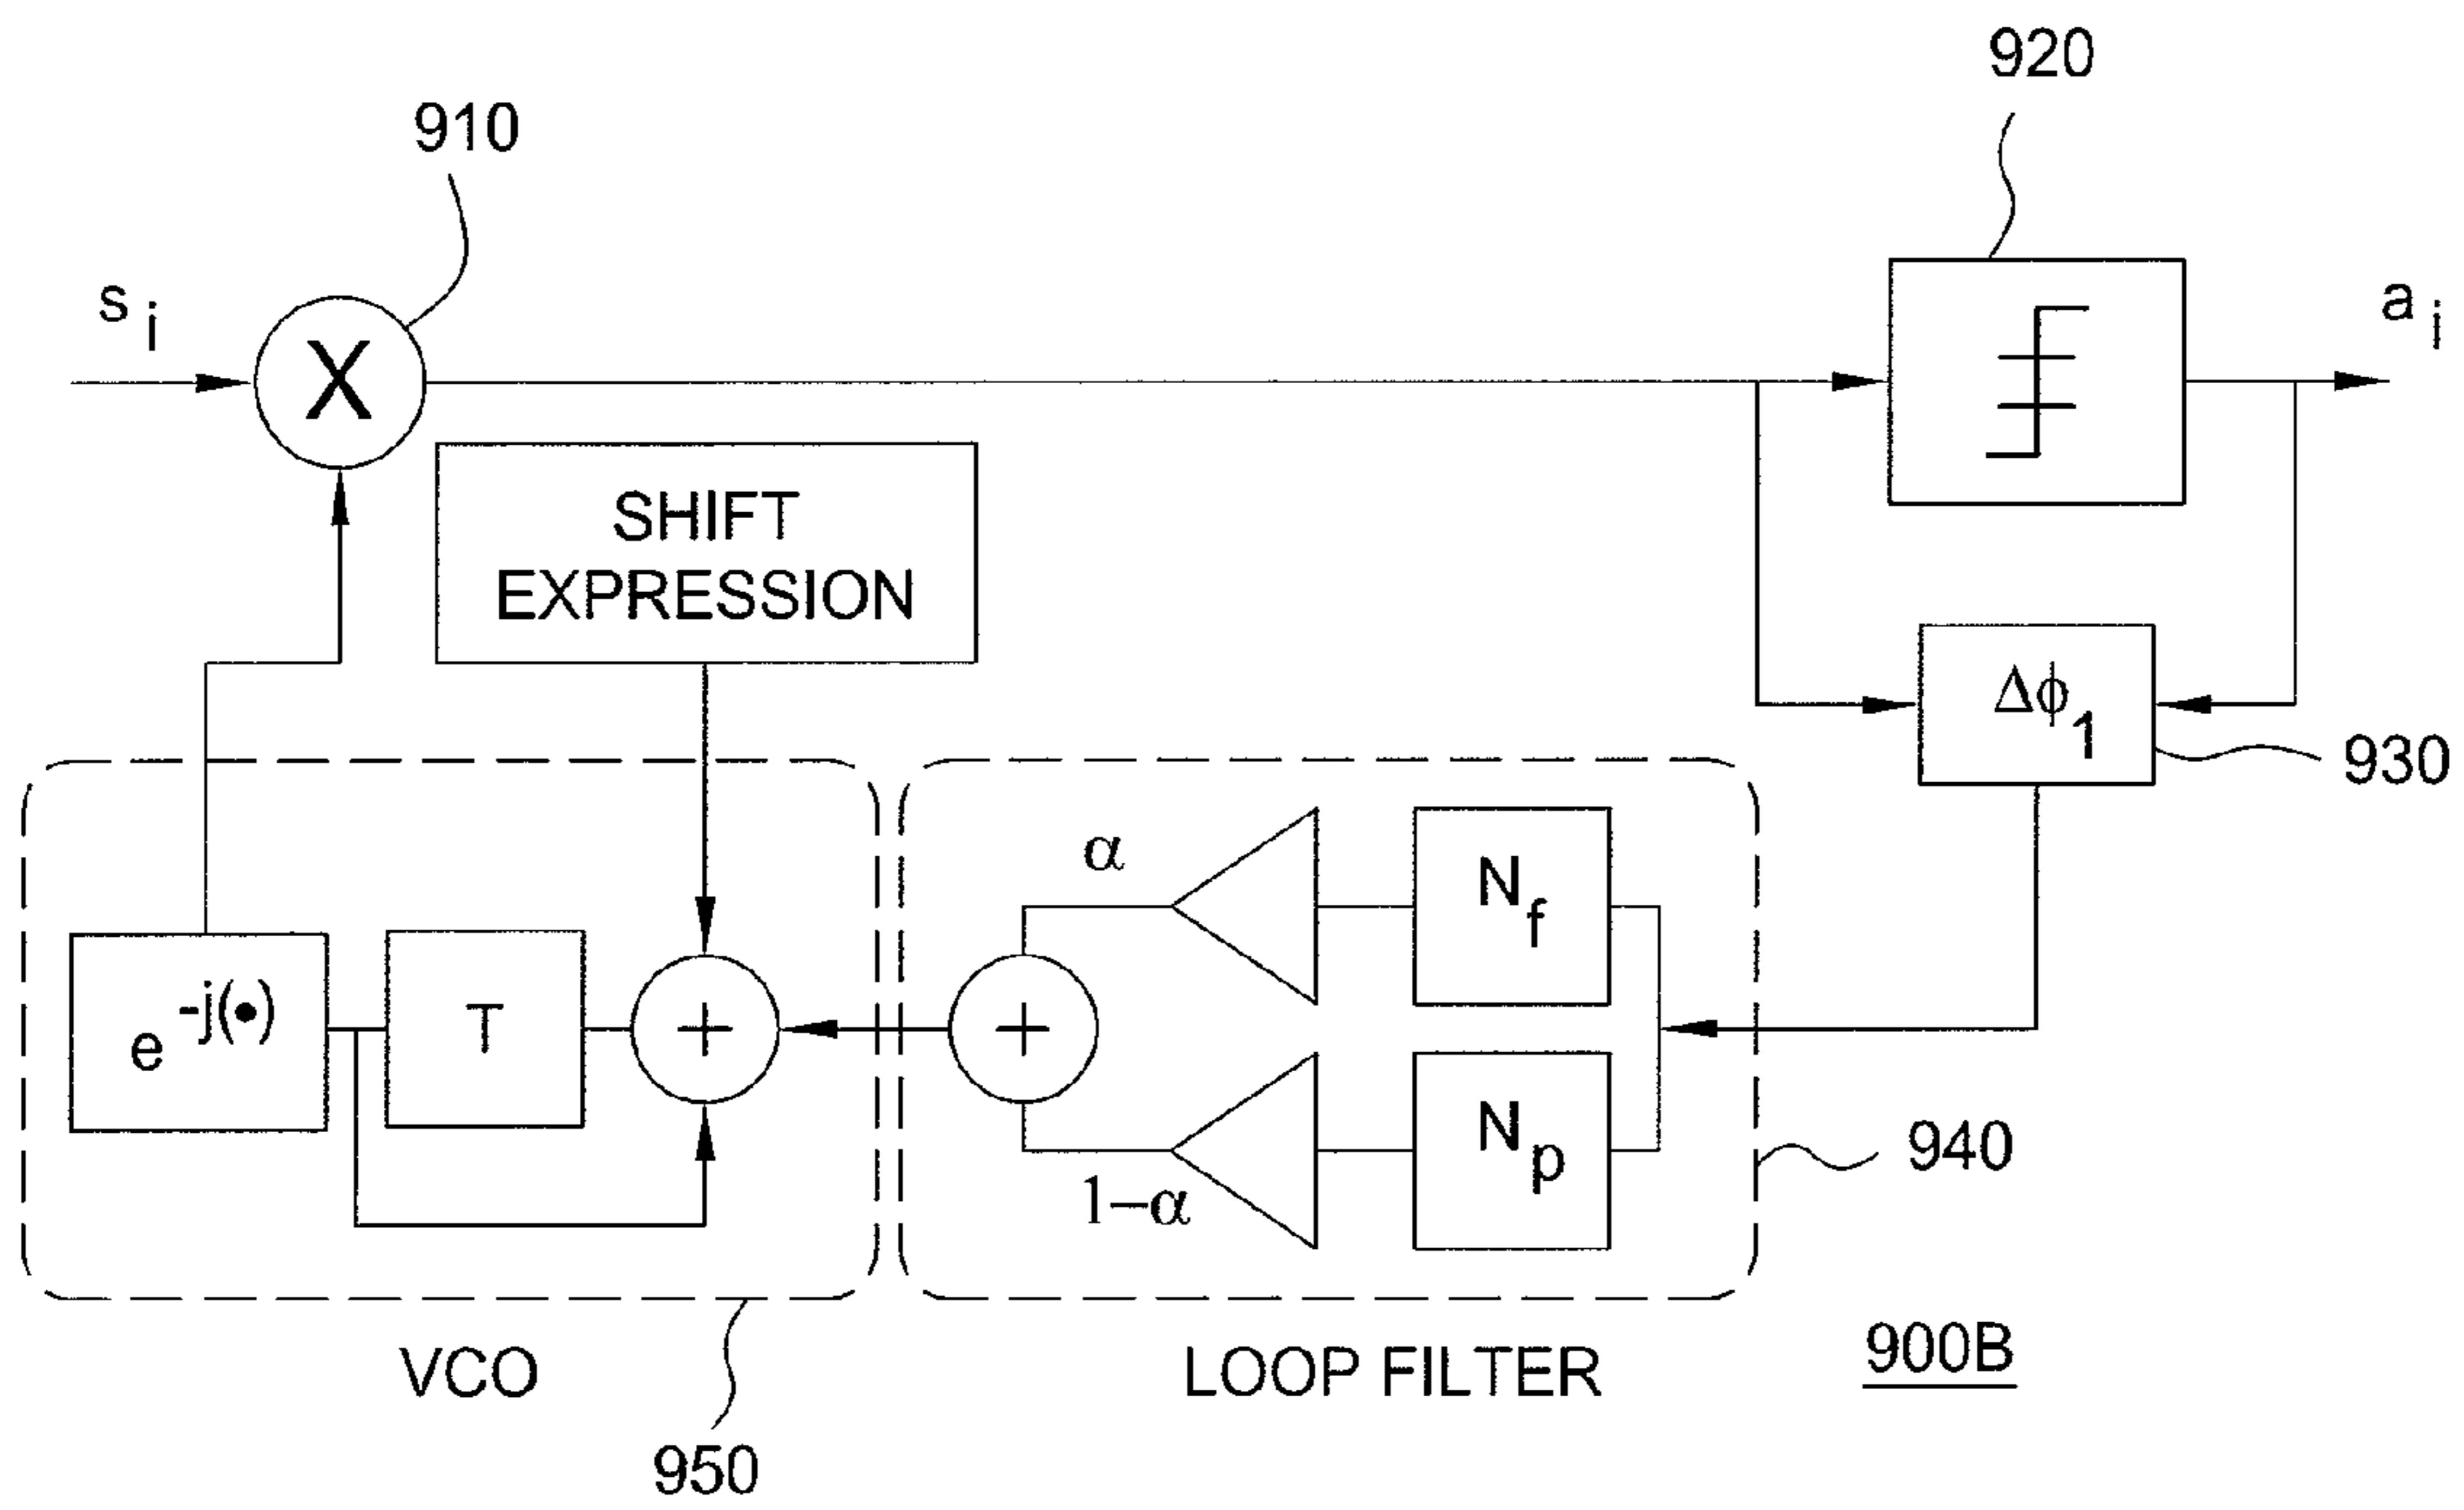 920
910
s i
X
a i
SHIFT
EXPRESSION
Δϕ 1
930
α
N f
e -j(•)
T
+
+
N p
1–α
940
VCO
LOOP FILTER
900B
950